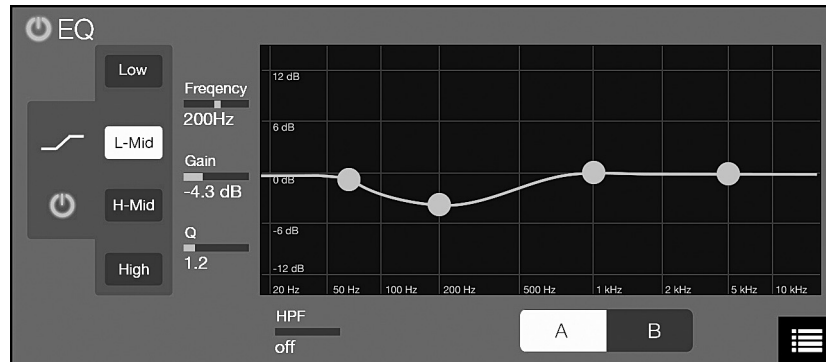 EQ
Low
L-Mid
H-Mid
High
Freqency
200Hz
Gain
-4.3 dB
Q
1.2
12 dB
6 dB
0 dB
-6 dB
-12 dB
20 Hz 50 Hz 100 Hz 200 Hz 500 Hz 1 kHz 2 kHz 5 kHz 10 kHz
HPF
off
A B